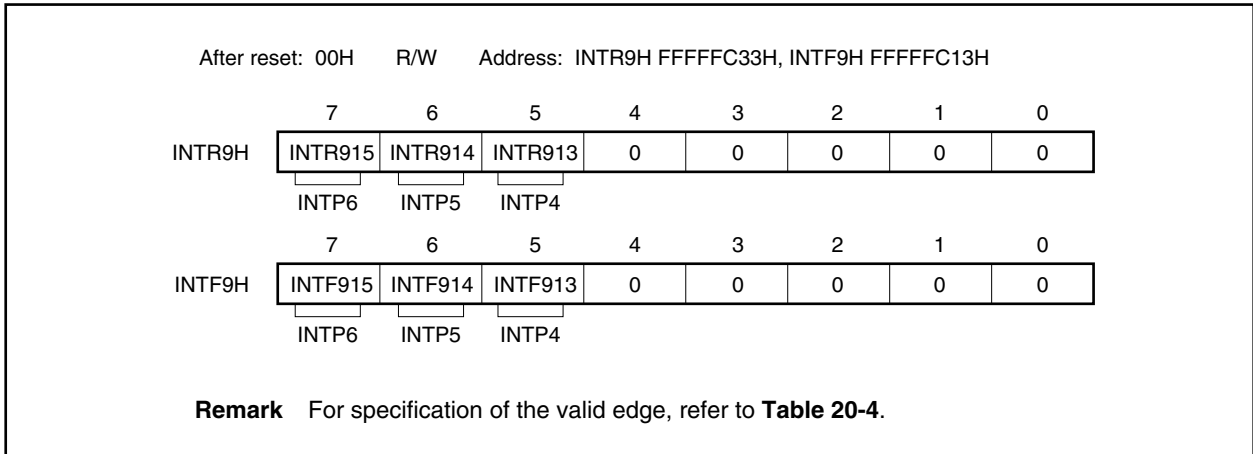 After reset: 00H R/W Address: INTR9H FFFFFC33H, INTF9H FFFFFC13H
7 6 5 4 3 2 1 0
INTR9H INTR915 INTR914 INTR913 0 0 0 0 0
INTP6 INTP5 INTP4
7 6 5 4 3 2 1 0
INTF9H INTF915 INTF914 INTF913 0 0 0 0 0
INTP6 INTP5 INTP4
Remark For specification of the valid edge, refer to Table 20-4.